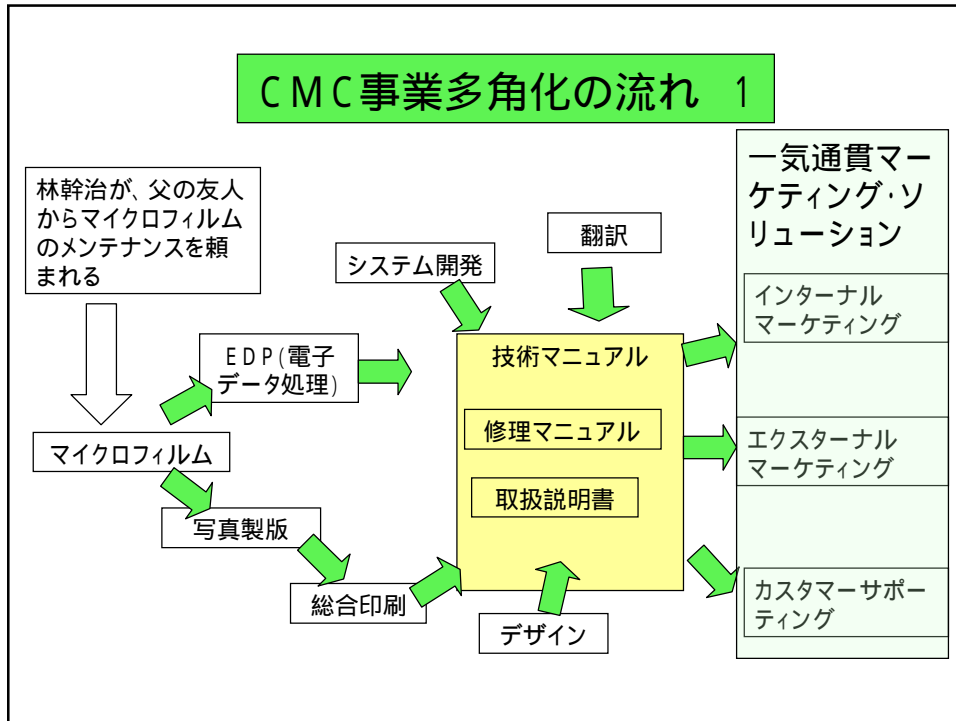 CMC事業多角化の流れ 1
林幹治が、父の友人
からマイクロフィルム
のメンテナンスを頼
まれる
マイクロフィルム
EDP(電子
データ処理)
写真製版
総合印刷
システム開発
翻訳
技術マニュアル
修理マニュアル
取扱説明書
デザイン
一気通貫マー
ケティング・ソ
リューション
インターナル
マーケティング
エクスターナル
マーケティング
カスタマーサポー
ティング